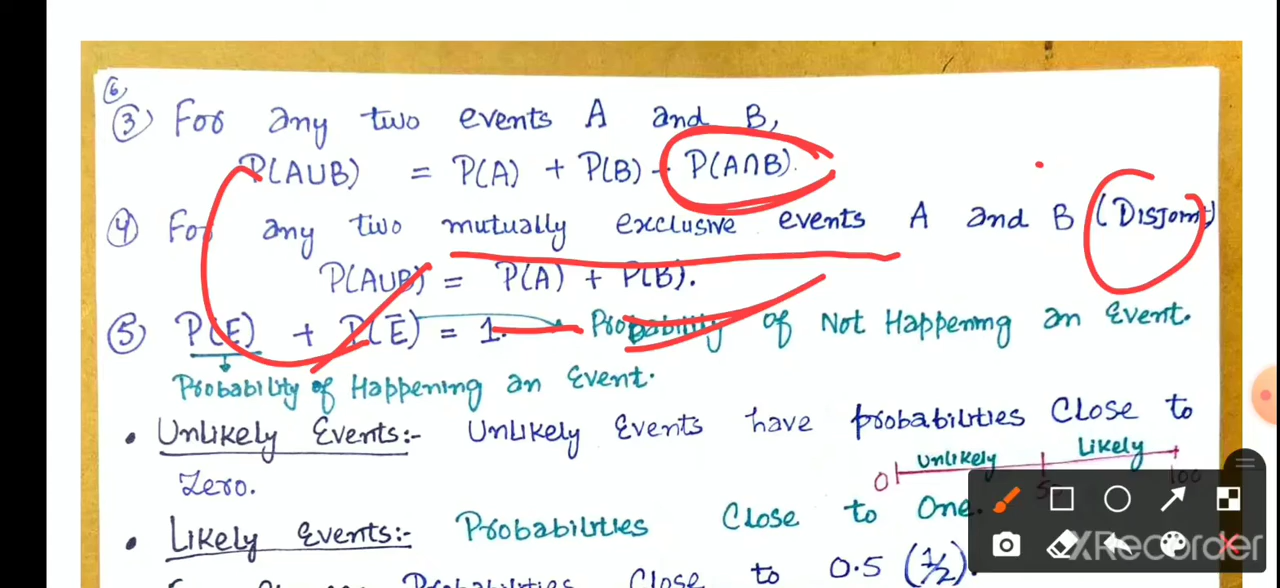 6
③ For any two events A and B,
P(A∪B) = P(A) + P(B) - P(A∩B).
④ For any two mutually exclusive events A and B (Disjoint)
P(A∪B) = P(A) + P(B).
⑤ P(E) + P(Ē) = 1. Probability of Not Happening an Event.
Probability of Happening an Event.
• Unlikely Events:- Unlikely Events have probabilities Close to
Zero.
0 Unlikely Likely 100
• Likely Events:- Probabilities Close to One.
Probabilities Close to 0.5 (1/2).
XRecorder